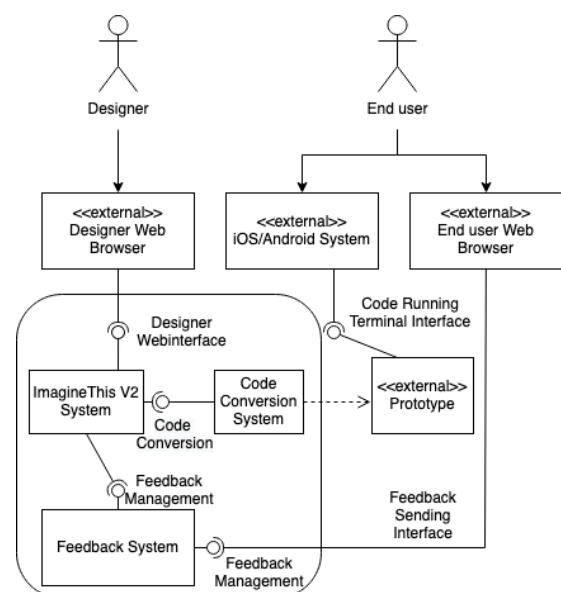 Designer
End user
<<external>>
Designer Web
Browser
<<external>>
iOS/Android System
<<external>>
End user Web
Browser
Designer
Webinterface
Code Running
Terminal Interface
ImagineThis V2
System
Code
Conversion
Code
Conversion
System
<<external>>
Prototype
Feedback
Management
Feedback
Sending
Interface
Feedback System
Feedback
Management